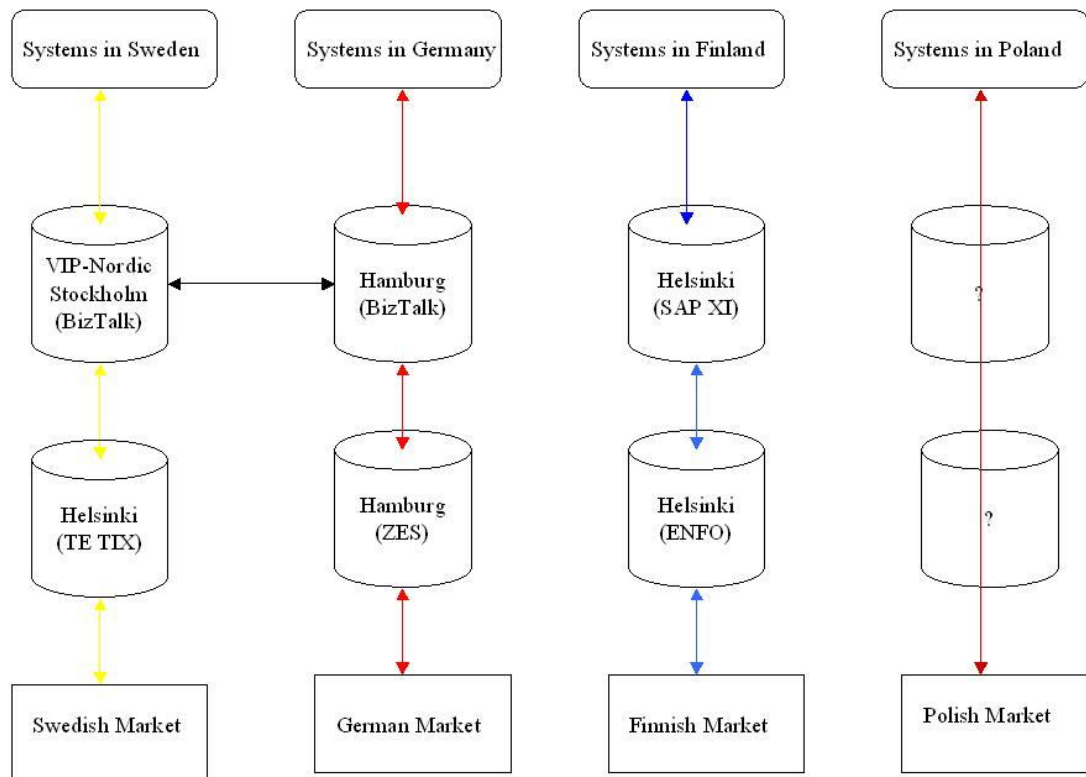 Systems in Sweden
Systems in Germany
Systems in Finland
Systems in Poland
VIP-Nordic
Stockholm
(BizTalk)
Hamburg
(BizTalk)
Helsinki
(SAP XI)
?
Helsinki
(TE TIX)
Hamburg
(ZES)
Helsinki
(ENFO)
?
Swedish Market
German Market
Finnish Market
Polish Market